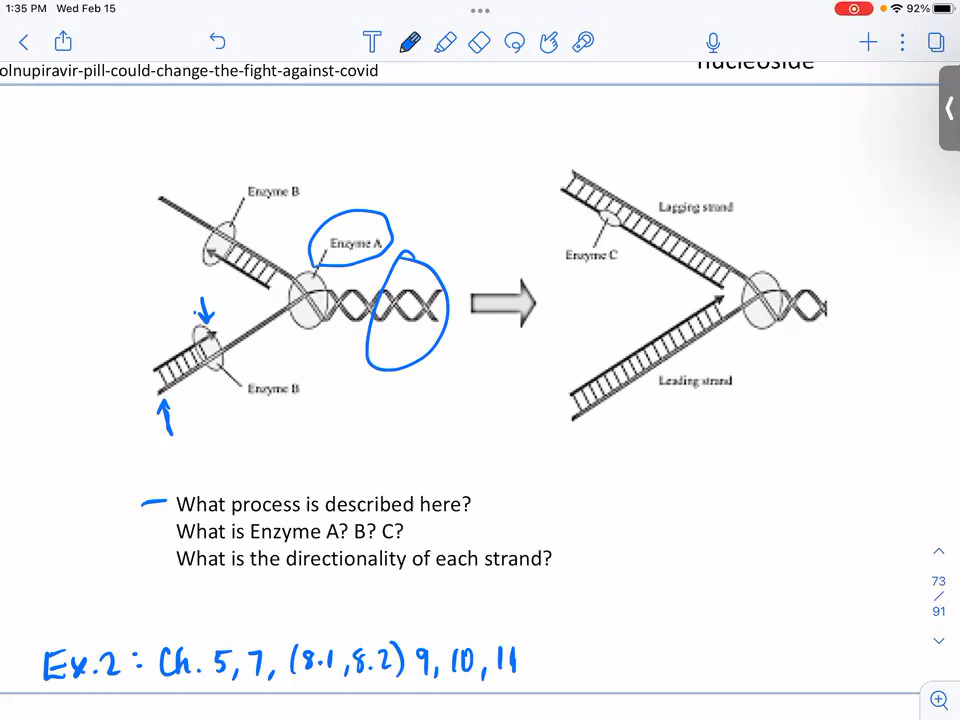 1:35 PM Wed Feb 15
92%
olnupiravir-pill-could-change-the-fight-against-covid
nucleoside
Enzyme B
Enzyme A
Enzyme B
Lagging strand
Enzyme C
Leading strand
What process is described here?
What is Enzyme A? B? C?
What is the directionality of each strand?
73
/
91
Ex.2 : Ch. 5, 7, (8.1, 8.2) 9, 10, 11